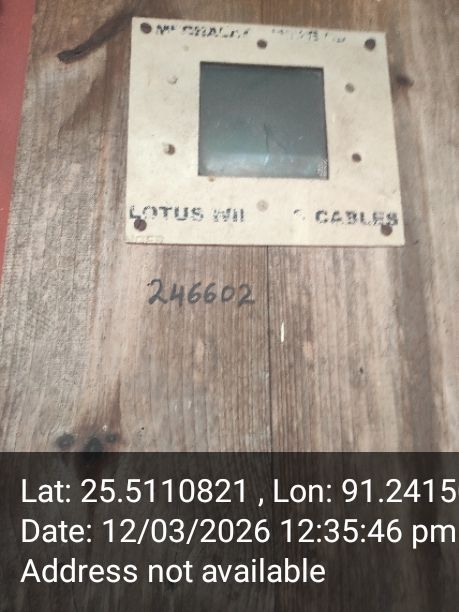 LOTUS CABLES
246602
Lat: 25.5110821 , Lon: 91.2415
Date: 12/03/2026 12:35:46 pm
Address not available